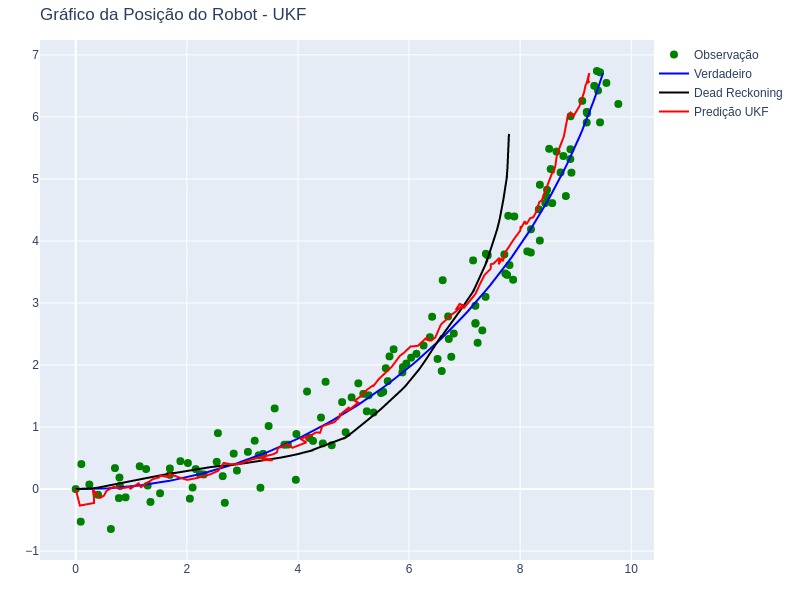 Gráfico da Posição do Robot - UKF
Observação
Verdadeiro
Dead Reckoning
Predição UKF
7
6
5
4
3
2
1
0
−1
0 2 4 6 8 10